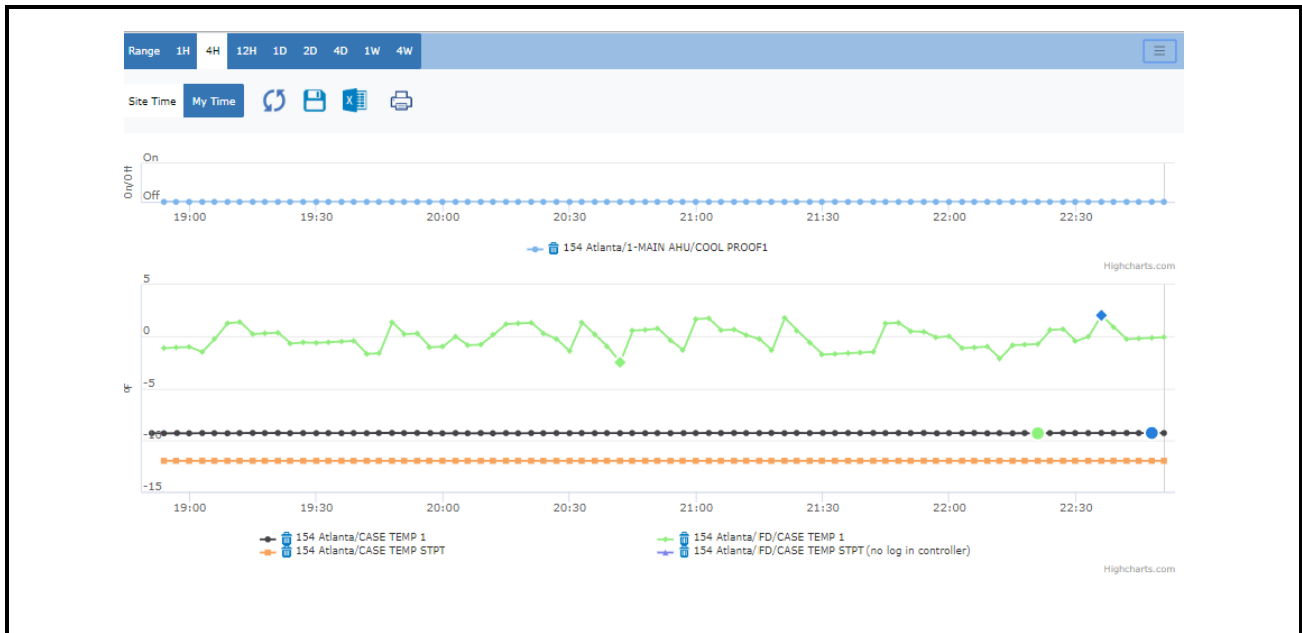 Range 1H 4H 12H 1D 2D 4D 1W 4W
Site Time My Time
On/Off
On
Off
19:00 19:30 20:00 20:30 21:00 21:30 22:00 22:30
154 Atlanta/1-MAIN AHU/COOL PROOF1
Highcharts.com
°F
5
0
-5
-10
-15
19:00 19:30 20:00 20:30 21:00 21:30 22:00 22:30
154 Atlanta/CASE TEMP 1 154 Atlanta/ FD/CASE TEMP 1
154 Atlanta/CASE TEMP STPT 154 Atlanta/ FD/CASE TEMP STPT (no log in controller)
Highcharts.com